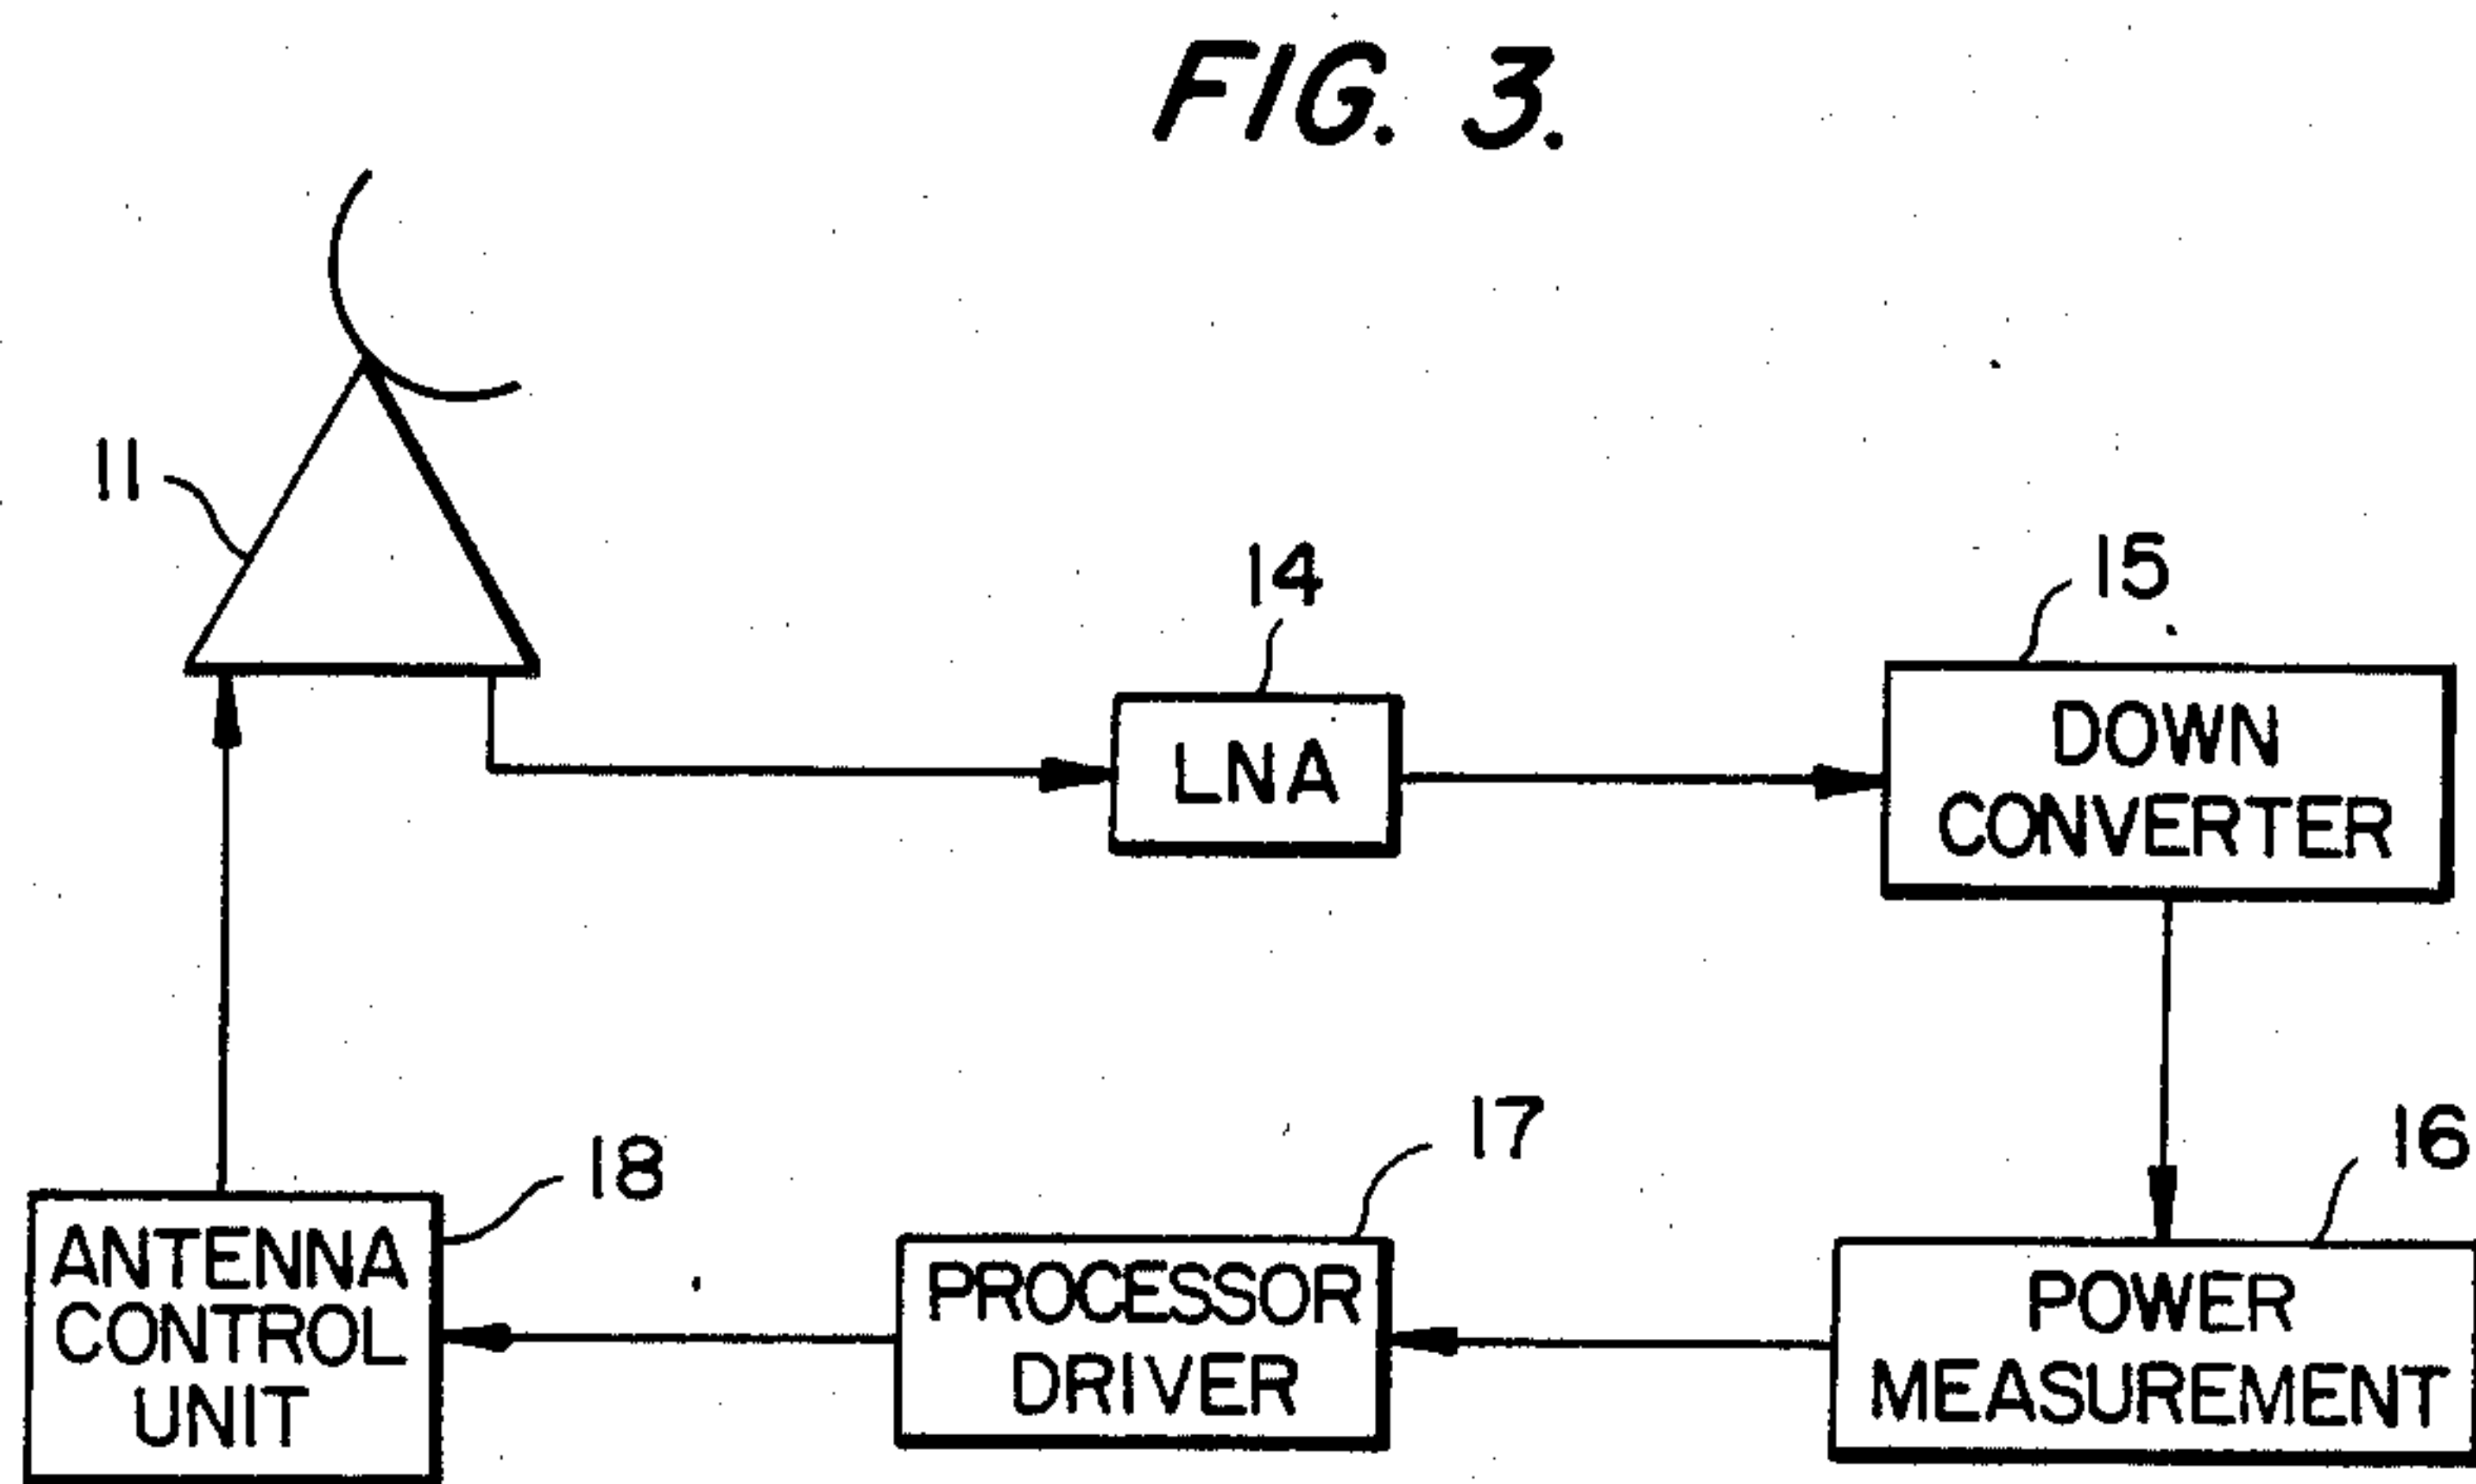 FIG. 3.
11
14
15
LNA
DOWN
CONVERTER
18
17
16
ANTENNA
CONTROL
UNIT
PROCESSOR
DRIVER
POWER
MEASUREMENT